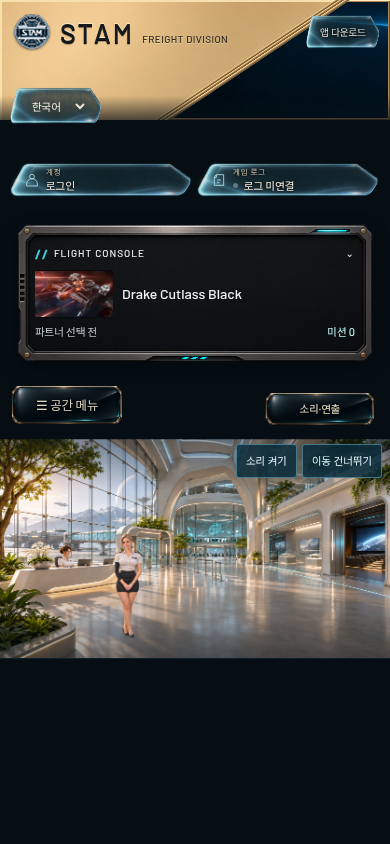 STAM
STAM
FREIGHT DIVISION
앱 다운로드
한국어
계정
로그인
게임 로그
로그 미연결
// FLIGHT CONSOLE
Drake Cutlass Black
파트너 선택 전
미션 0
☰ 공간 메뉴
소리·연출
소리 켜기
이동 건너뛰기